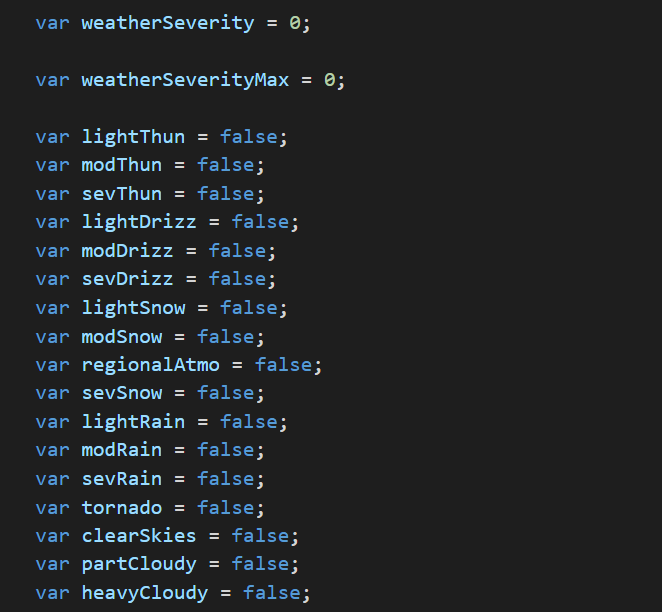 var weatherSeverity = 0;
var weatherSeverityMax = 0;
var lightThun = false;
var modThun = false;
var sevThun = false;
var lightDrizz = false;
var modDrizz = false;
var sevDrizz = false;
var lightSnow = false;
var modSnow = false;
var regionalAtmo = false;
var sevSnow = false;
var lightRain = false;
var modRain = false;
var sevRain = false;
var tornado = false;
var clearSkies = false;
var partCloudy = false;
var heavyCloudy = false;